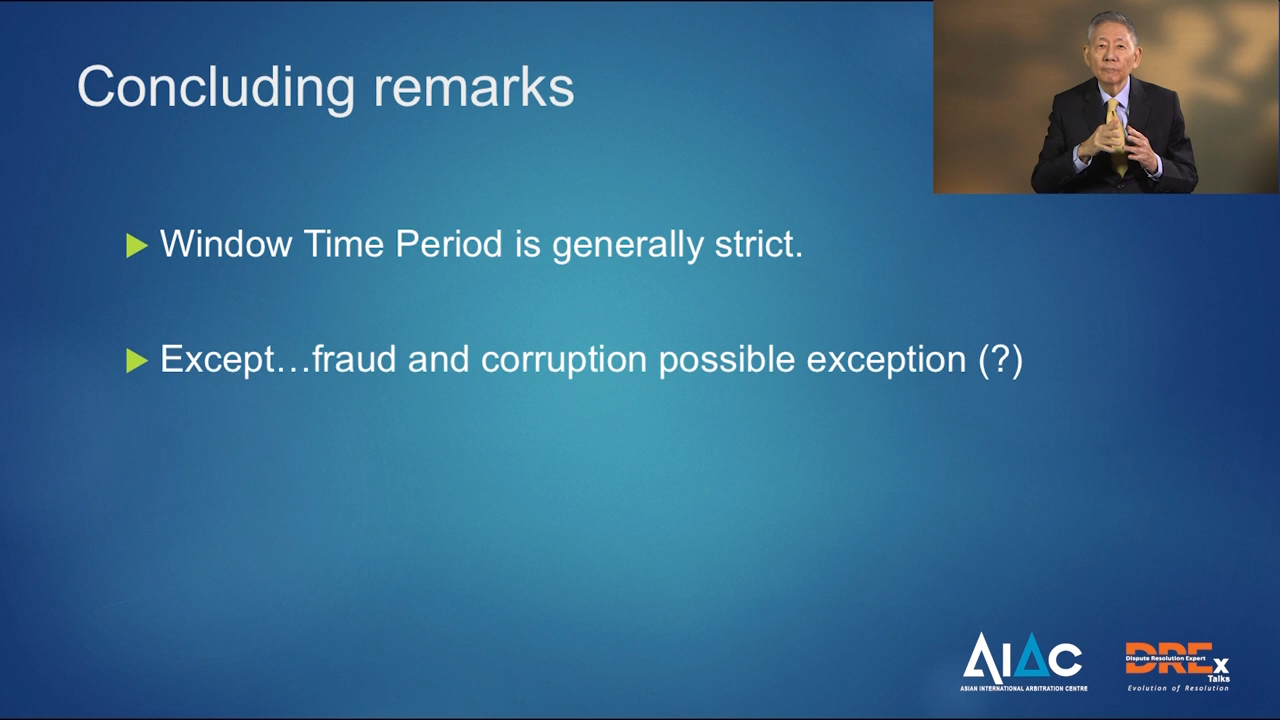 Concluding remarks
Window Time Period is generally strict.
Except…fraud and corruption possible exception (?)
AIAC
ASIAN INTERNATIONAL ARBITRATION CENTRE
DREx
Dispute Resolution Expert
Talks
Evolution of Resolution